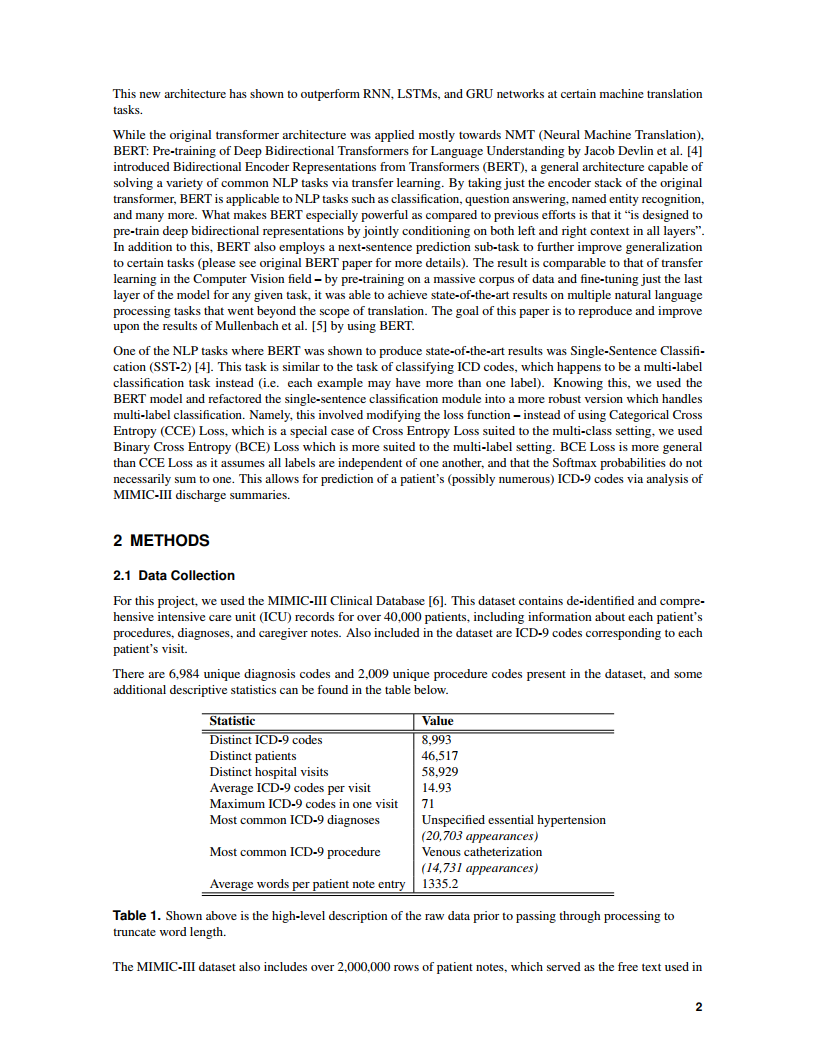 This new architecture has shown to outperform RNN, LSTMs, and GRU networks at certain machine translation
tasks.
While the original transformer architecture was applied mostly towards NMT (Neural Machine Translation),
BERT: Pre-training of Deep Bidirectional Transformers for Language Understanding by Jacob Devlin et al. [4]
introduced Bidirectional Encoder Representations from Transformers (BERT), a general architecture capable of
solving a variety of common NLP tasks via transfer learning. By taking just the encoder stack of the original
transformer, BERT is applicable to NLP tasks such as classification, question answering, named entity recognition,
and many more. What makes BERT especially powerful as compared to previous efforts is that it “is designed to
pre-train deep bidirectional representations by jointly conditioning on both left and right context in all layers”.
In addition to this, BERT also employs a next-sentence prediction sub-task to further improve generalization
to certain tasks (please see original BERT paper for more details). The result is comparable to that of transfer
learning in the Computer Vision field – by pre-training on a massive corpus of data and fine-tuning just the last
layer of the model for any given task, it was able to achieve state-of-the-art results on multiple natural language
processing tasks that went beyond the scope of translation. The goal of this paper is to reproduce and improve
upon the results of Mullenbach et al. [5] by using BERT.
One of the NLP tasks where BERT was shown to produce state-of-the-art results was Single-Sentence Classifi-
cation (SST-2) [4]. This task is similar to the task of classifying ICD codes, which happens to be a multi-label
classification task instead (i.e. each example may have more than one label). Knowing this, we used the
BERT model and refactored the single-sentence classification module into a more robust version which handles
multi-label classification. Namely, this involved modifying the loss function – instead of using Categorical Cross
Entropy (CCE) Loss, which is a special case of Cross Entropy Loss suited to the multi-class setting, we used
Binary Cross Entropy (BCE) Loss which is more suited to the multi-label setting. BCE Loss is more general
than CCE Loss as it assumes all labels are independent of one another, and that the Softmax probabilities do not
necessarily sum to one. This allows for prediction of a patient’s (possibly numerous) ICD-9 codes via analysis of
MIMIC-III discharge summaries.
2 METHODS
2.1 Data Collection
For this project, we used the MIMIC-III Clinical Database [6]. This dataset contains de-identified and compre-
hensive intensive care unit (ICU) records for over 40,000 patients, including information about each patient’s
procedures, diagnoses, and caregiver notes. Also included in the dataset are ICD-9 codes corresponding to each
patient’s visit.
There are 6,984 unique diagnosis codes and 2,009 unique procedure codes present in the dataset, and some
additional descriptive statistics can be found in the table below.
Statistic Value
Distinct ICD-9 codes 8,993
Distinct patients 46,517
Distinct hospital visits 58,929
Average ICD-9 codes per visit 14.93
Maximum ICD-9 codes in one visit 71
Most common ICD-9 diagnoses Unspecified essential hypertension
(20,703 appearances)
Most common ICD-9 procedure Venous catheterization
(14,731 appearances)
Average words per patient note entry 1335.2
Table 1. Shown above is the high-level description of the raw data prior to passing through processing to
truncate word length.
The MIMIC-III dataset also includes over 2,000,000 rows of patient notes, which served as the free text used in
2